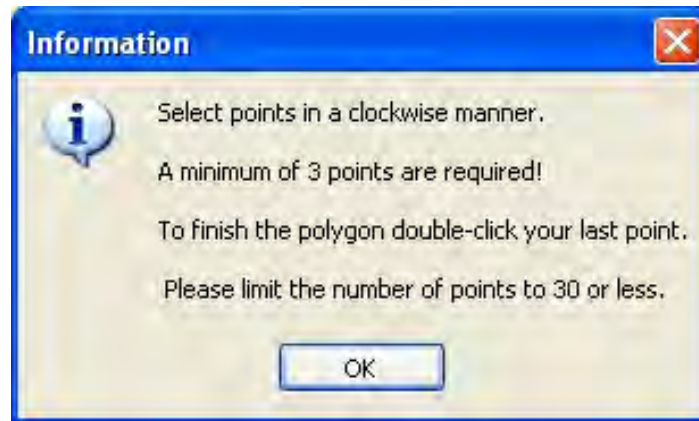 Information
Select points in a clockwise manner.
A minimum of 3 points are required!
To finish the polygon double-click your last point.
Please limit the number of points to 30 or less.
OK